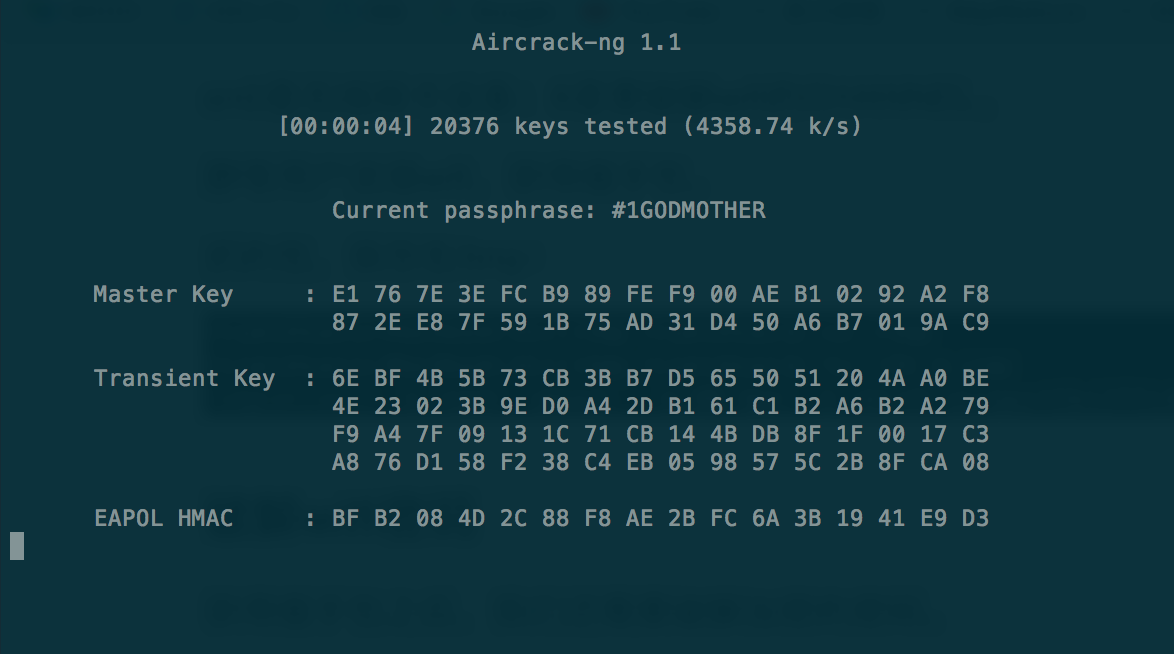 Aircrack-ng 1.1
[00:00:04] 20376 keys tested (4358.74 k/s)
Current passphrase: #1GODMOTHER
Master Key : E1 76 7E 3E FC B9 89 FE F9 00 AE B1 02 92 A2 F8
87 2E E8 7F 59 1B 75 AD 31 D4 50 A6 B7 01 9A C9
Transient Key : 6E BF 4B 5B 73 CB 3B B7 D5 65 50 51 20 4A A0 BE
4E 23 02 3B 9E D0 A4 2D B1 61 C1 B2 A6 B2 A2 79
F9 A4 7F 09 13 1C 71 CB 14 4B DB 8F 1F 00 17 C3
A8 76 D1 58 F2 38 C4 EB 05 98 57 5C 2B 8F CA 08
EAPOL HMAC : BF B2 08 4D 2C 88 F8 AE 2B FC 6A 3B 19 41 E9 D3